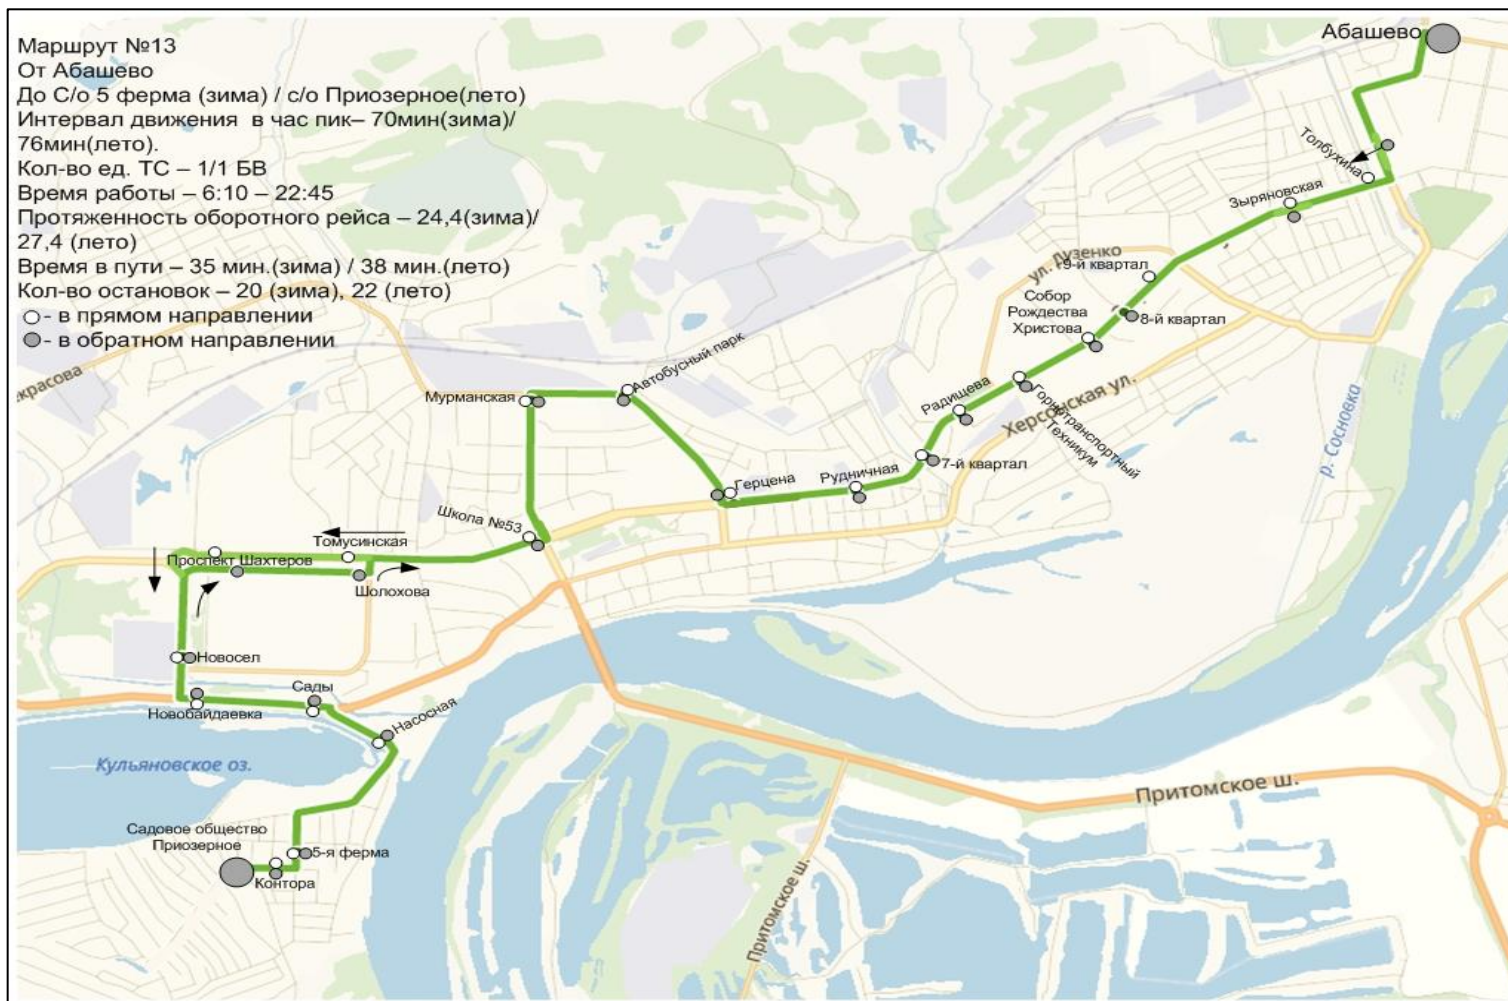 Маршрут №13
От Абашево
До С/о 5 ферма (зима) / с/о Приозерное(лето)
Интервал движения в час пик– 70мин(зима)/
76мин(лето).
Кол-во ед. ТС – 1/1 БВ
Время работы – 6:10 – 22:45
Протяженность оборотного рейса – 24,4(зима)/
27,4 (лето)
Время в пути – 35 мин.(зима) / 38 мин.(лето)
Кол-во остановок – 20 (зима), 22 (лето)
- в прямом направлении
- в обратном направлении
Абашево
Толбухина
Зыряновская
ул. Дузенко
9-й квартал
Собор
Рождества
Христова
8-й квартал
Горнотранспортный
Техникум
Радищева
Херсонская ул.
р. Сосновка
7-й квартал
Рудничная
Герцена
Автобусный парк
Мурманская
екрасова
Школа №53
Томусинская
Проспект Шахтеров
Шолохова
Новосел
Новобайдаевка
Сады
Насосная
Кульяновское оз.
Притомское ш.
Притомское ш.
Садовое общество
Приозерное
5-я ферма
Контора